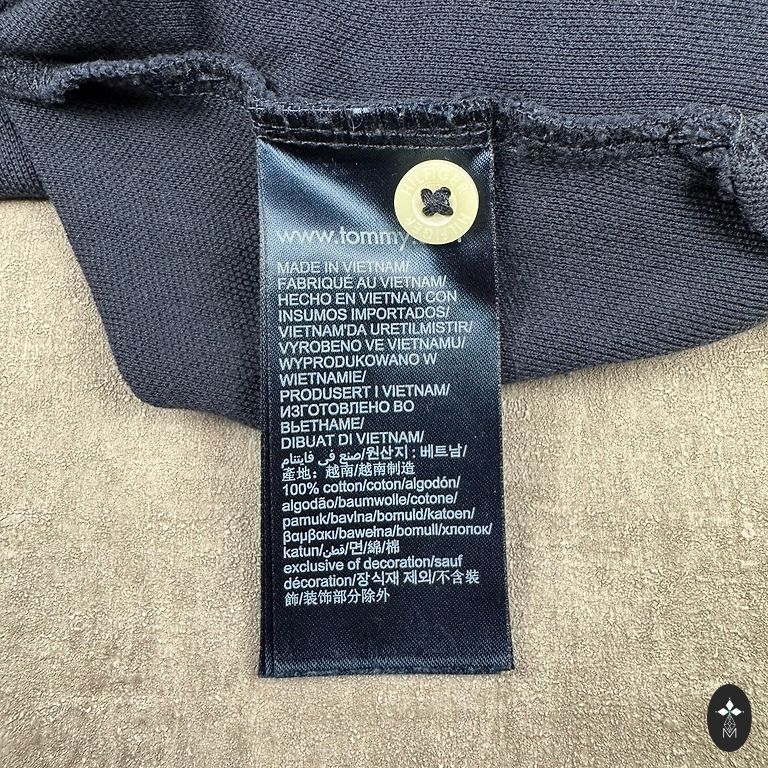 HILFIGER
HILFIGER
www.tommy
MADE IN VIETNAM/
FABRIQUÉ AU VIETNAM/
HECHO EN VIETNAM CON
INSUMOS IMPORTADOS/
VIETNAM'DA URETILMISTIR/
VYROBENO VE VIETNAMU/
WYPRODUKOWANO W
WIETNAMIE/
PRODUSERT I VIETNAM/
ИЗГОТОВЛЕНО ВО
ВЬЕТНАМЕ/
DIBUAT DI VIETNAM/
صنع في فايتنام/원산지 : 베트남/
產地：越南/越南制造
100% cotton/coton/algodón/
algodão/baumwolle/cotone/
pamuk/bavlna/bomuld/katoen/
βαμβακι/bawełna/bomull/хлопок/
katun/قطن/면/綿/棉
exclusive of decoration/sauf
décoration/장식재 제외/不含裝
飾/装饰部分除外
M